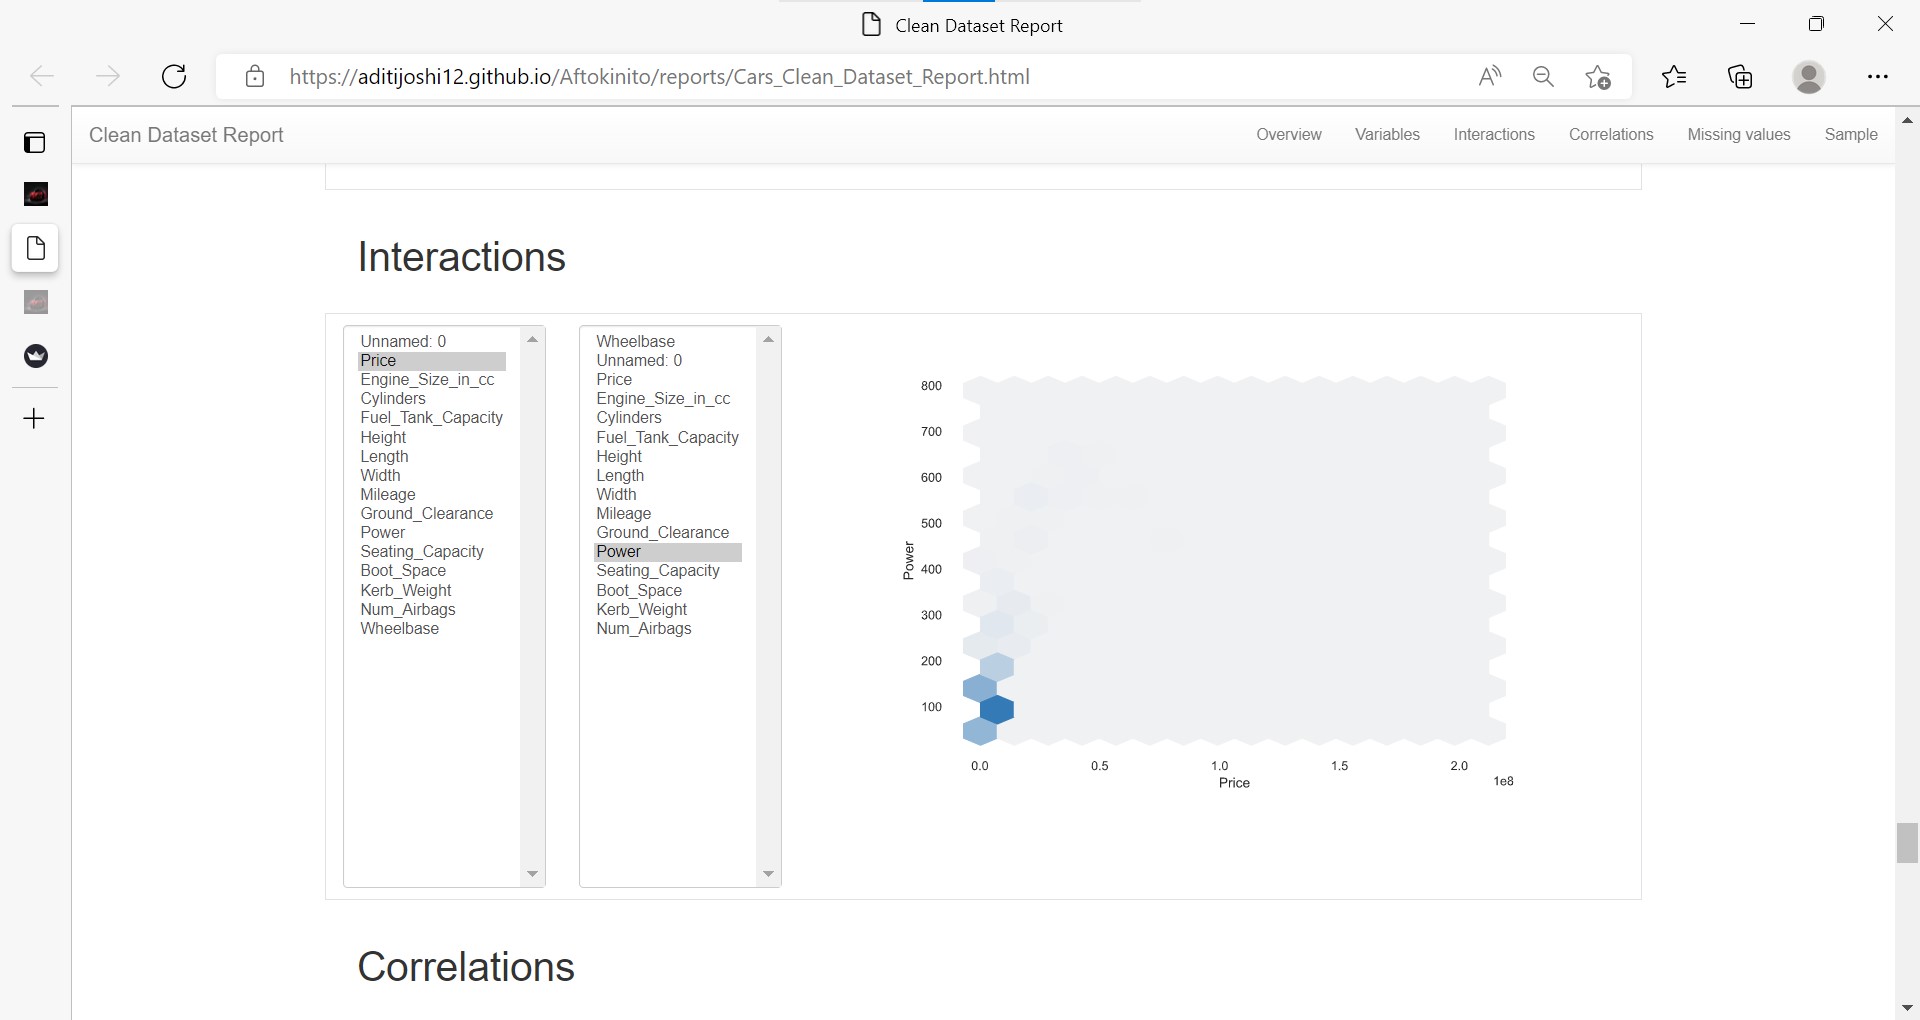 Clean Dataset Report
https://aditijoshi12.github.io/Aftokinito/reports/Cars_Clean_Dataset_Report.html
Clean Dataset Report
Overview
Variables
Interactions
Correlations
Missing values
Sample
Interactions
Unnamed: 0
Price
Engine_Size_in_cc
Cylinders
Fuel_Tank_Capacity
Height
Length
Width
Mileage
Ground_Clearance
Power
Seating_Capacity
Boot_Space
Kerb_Weight
Num_Airbags
Wheelbase
Wheelbase
Unnamed: 0
Price
Engine_Size_in_cc
Cylinders
Fuel_Tank_Capacity
Height
Length
Width
Mileage
Ground_Clearance
Power
Seating_Capacity
Boot_Space
Kerb_Weight
Num_Airbags
800
700
600
500
400
300
200
100
Power
0.0
0.5
1.0
1.5
2.0
Price
1e8
Correlations